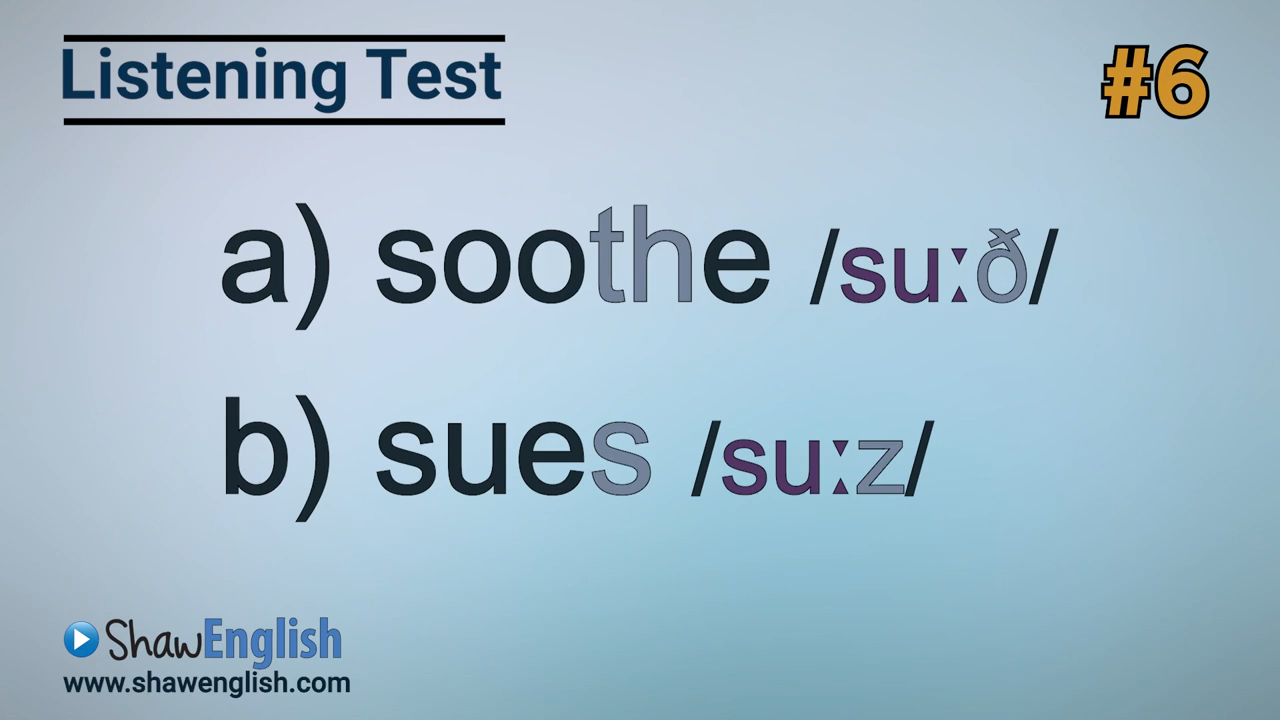 Listening Test
#6
a) soothe /suːð/
b) sues /suːz/
ShawEnglish
www.shawenglish.com